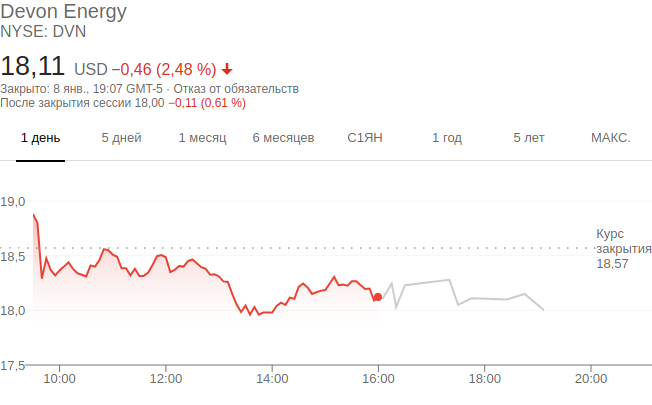 Devon Energy
NYSE: DVN
18,11 USD −0,46 (2,48 %)
Закрыто: 8 янв., 19:07 GMT-5 · Отказ от обязательств
После закрытия сессии 18,00 −0,11 (0,61 %)
1 день 5 дней 1 месяц 6 месяцев С1ЯН 1 год 5 лет МАКС.
19,0
Курс
закрытия
18,57
18,5
18,0
17,5
10:00 12:00 14:00 16:00 18:00 20:00